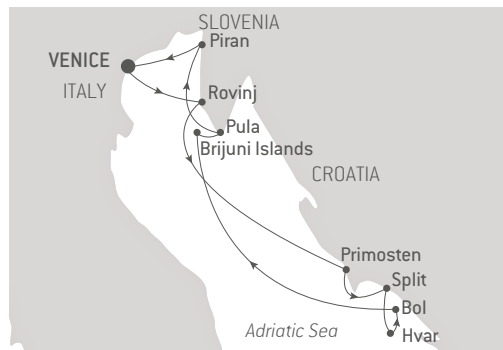 SLOVENIA
Piran
VENICE
ITALY
Rovinj
Pula
Brijuni Islands
CROATIA
Primosten
Split
Bol
Hvar
Adriatic Sea